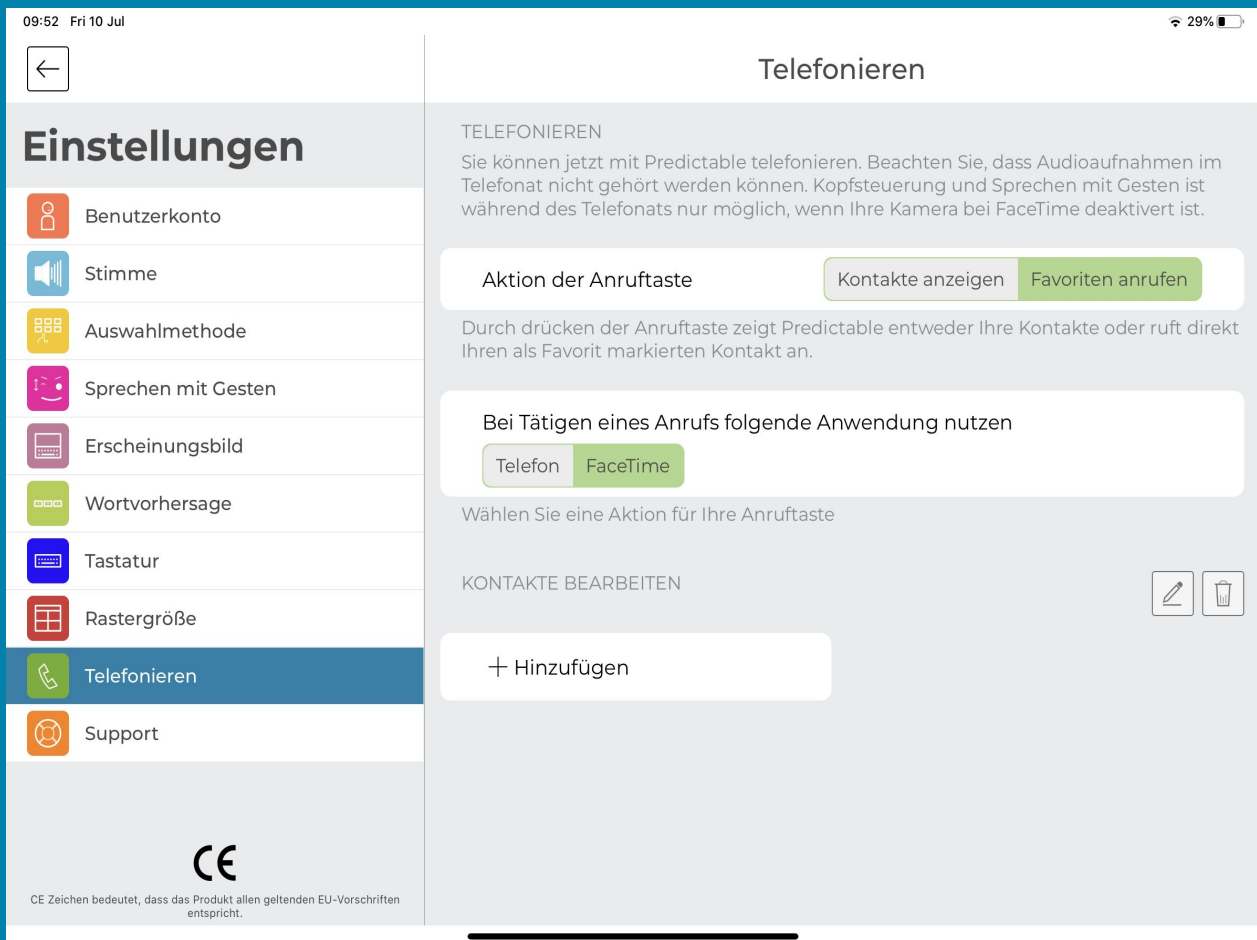 09:52 Fri 10 Jul
29%
Einstellungen
Benutzerkonto
Stimme
Auswahlmethode
Sprechen mit Gesten
Erscheinungsbild
Wortvorhersage
Tastatur
Rastergröße
Telefonieren
Support
CE
CE Zeichen bedeutet, dass das Produkt allen geltenden EU-Vorschriften
entspricht.
Telefonieren
TELEFONIEREN
Sie können jetzt mit Predictable telefonieren. Beachten Sie, dass Audioaufnahmen im
Telefonat nicht gehört werden können. Kopfsteuerung und Sprechen mit Gesten ist
während des Telefonats nur möglich, wenn Ihre Kamera bei FaceTime deaktivert ist.
Aktion der Anruftaste Kontakte anzeigen Favoriten anrufen
Durch drücken der Anruftaste zeigt Predictable entweder Ihre Kontakte oder ruft direkt
Ihren als Favorit markierten Kontakt an.
Bei Tätigen eines Anrufs folgende Anwendung nutzen
Telefon FaceTime
Wählen Sie eine Aktion für Ihre Anruftaste
KONTAKTE BEARBEITEN
+ Hinzufügen